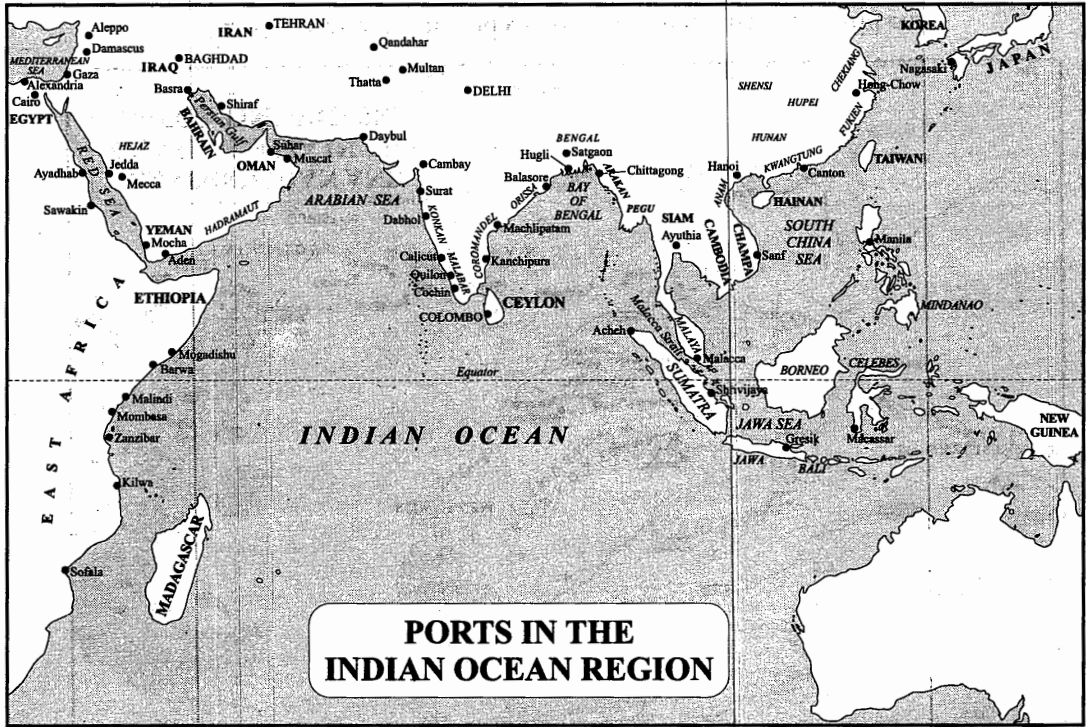 Aleppo
Damascus
MEDITERRANEAN
SEA
Gaza
Alexandria
Cairo
EGYPT
IRAN
TEHRAN
IRAQ
BAGHDAD
Basra
Persian Gulf
Shiraf
BAHRAIN
Qandahar
Multan
Thatta
DELHI
Daybul
Suhar
Muscat
OMAN
HEJAZ
RED SEA
Jedda
Mecca
Ayadhab
Sawakin
YEMEN
Mocha
Aden
HADRAMAUT
ARABIAN SEA
Cambay
Surat
Dabhol
KONKAN
Calicut
MALABAR
Quilon
Cochin
COROMANDEL
Machlipatam
Kanchipura
CEYLON
COLOMBO
BENGAL
Hugli
Satgaon
Balasore
ORISSA
BAY
OF
BENGAL
ARAKAN
Chittagong
PEGU
SIAM
Ayuthia
CAMBODIA
CHAMPA
ANAM
Hanoi
Sanf
KWANGTUNG
Canton
HAINAN
TAIWAN
SHENSI
HUPEI
HUNAN
FUKIEN
CHEKIANG
Hong-Chow
KOREA
Nagasaki
JAPAN
SOUTH
CHINA
SEA
Manila
MINDANAO
ETHIOPIA
EAST AFRICA
Mogadishu
Barwa
Malindi
Mombasa
Zanzibar
Kilwa
Sofala
MADAGASCAR
Equator
INDIAN OCEAN
Acheh
Malacca Strait
MALAYA
Malacca
SUMATRA
Shrivijaya
BORNEO
CELEBES
JAWA SEA
Gresik
Macassar
JAWA
BALI
NEW
GUINEA
PORTS IN THE
INDIAN OCEAN REGION